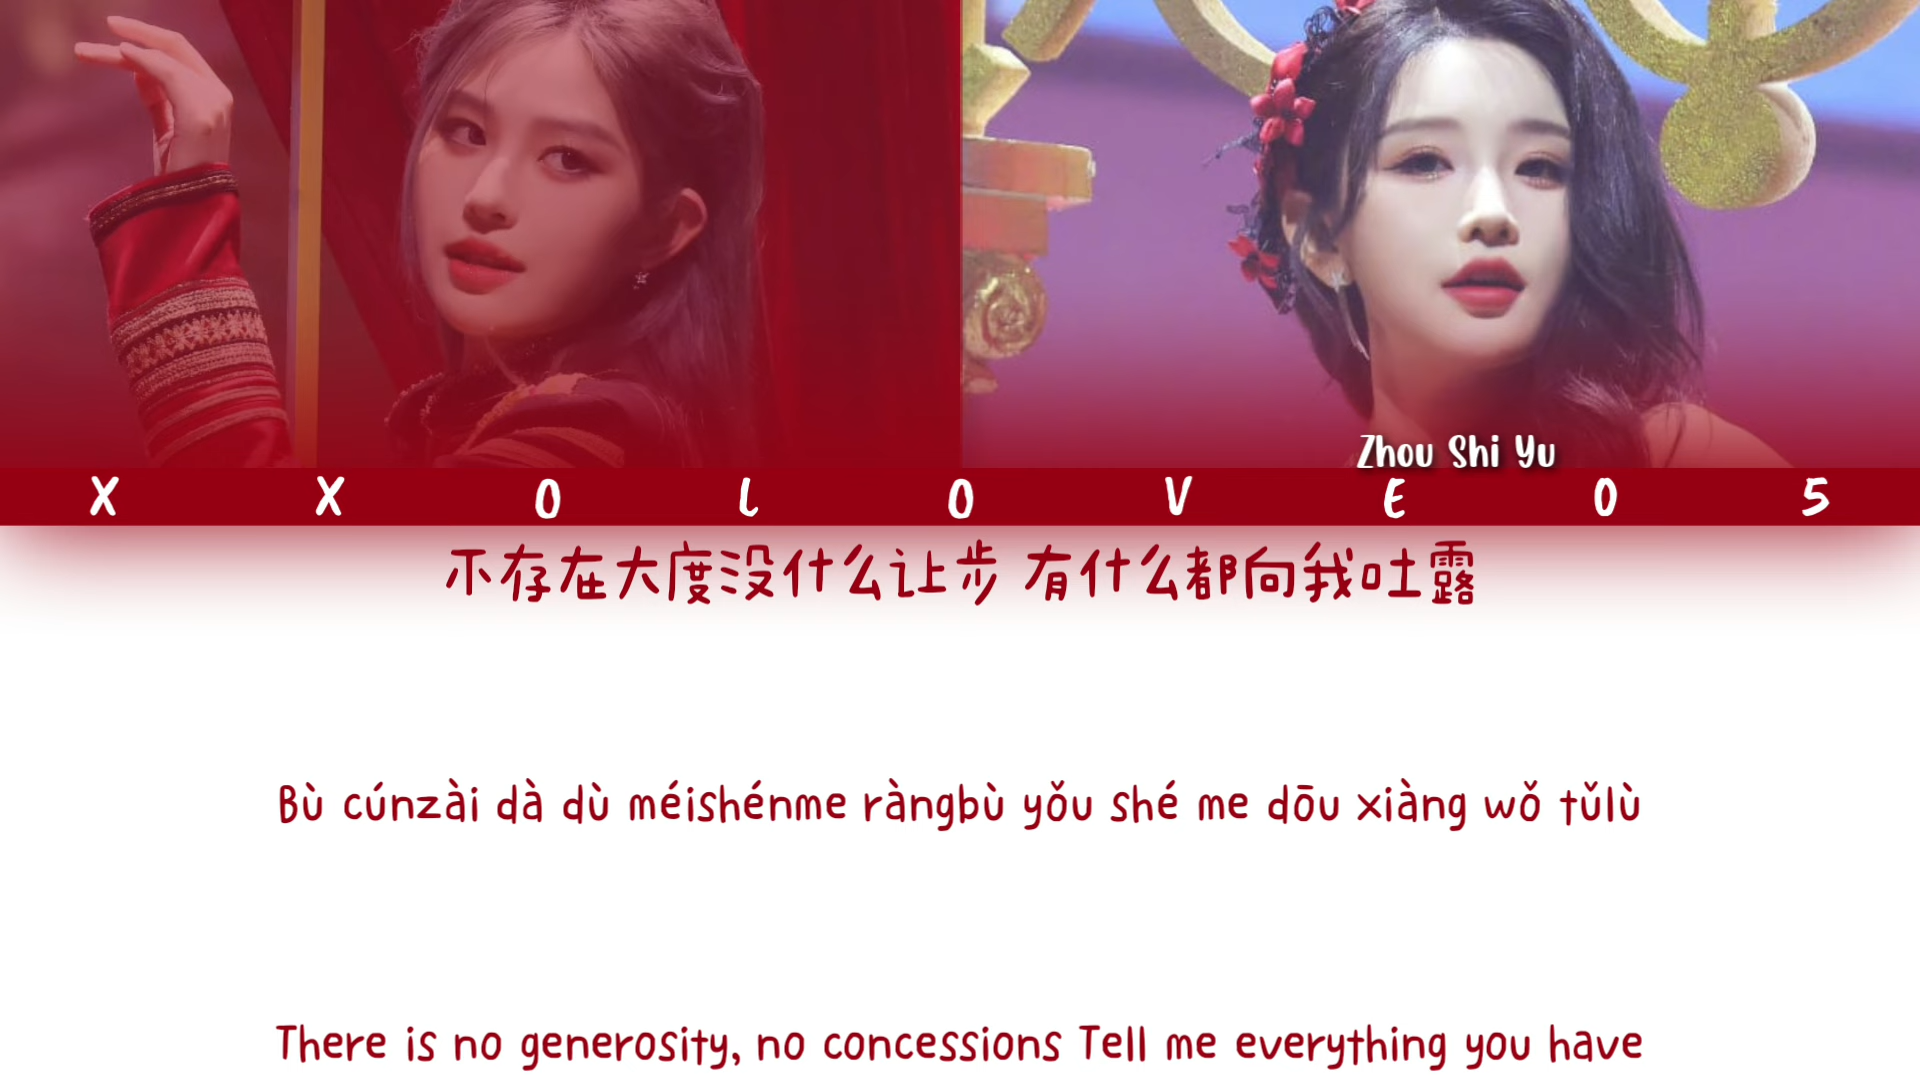 Zhou Shi Yu
X X O L O V E 0 5
不存在大度没什么让步 有什么都向我吐露
Bù cúnzài dà dù méishénme ràngbù yǒu shé me dōu xiàng wǒ tǔlù
There is no generosity, no concessions Tell me everything you have